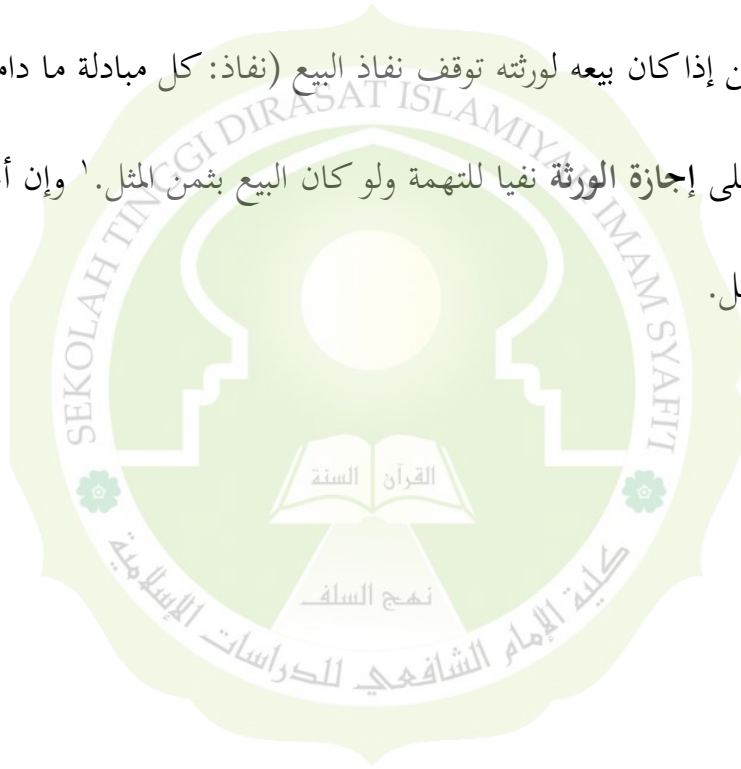 ن إذا كان بيعه لورثته توقف نفاذ البيع (نفاذ: كل مبادلة ما دام
لى إجازة الورثة نفيا للتهمة ولو كان البيع بثمن المثل.١ وإن أ
ل.
SEKOLAH TINGGI DIRASAT ISLAMIYAH IMAM SYAFI'I
القرآن السنة
نهج السلف
كلية الإمام الشافعي للدراسات الإسلامية